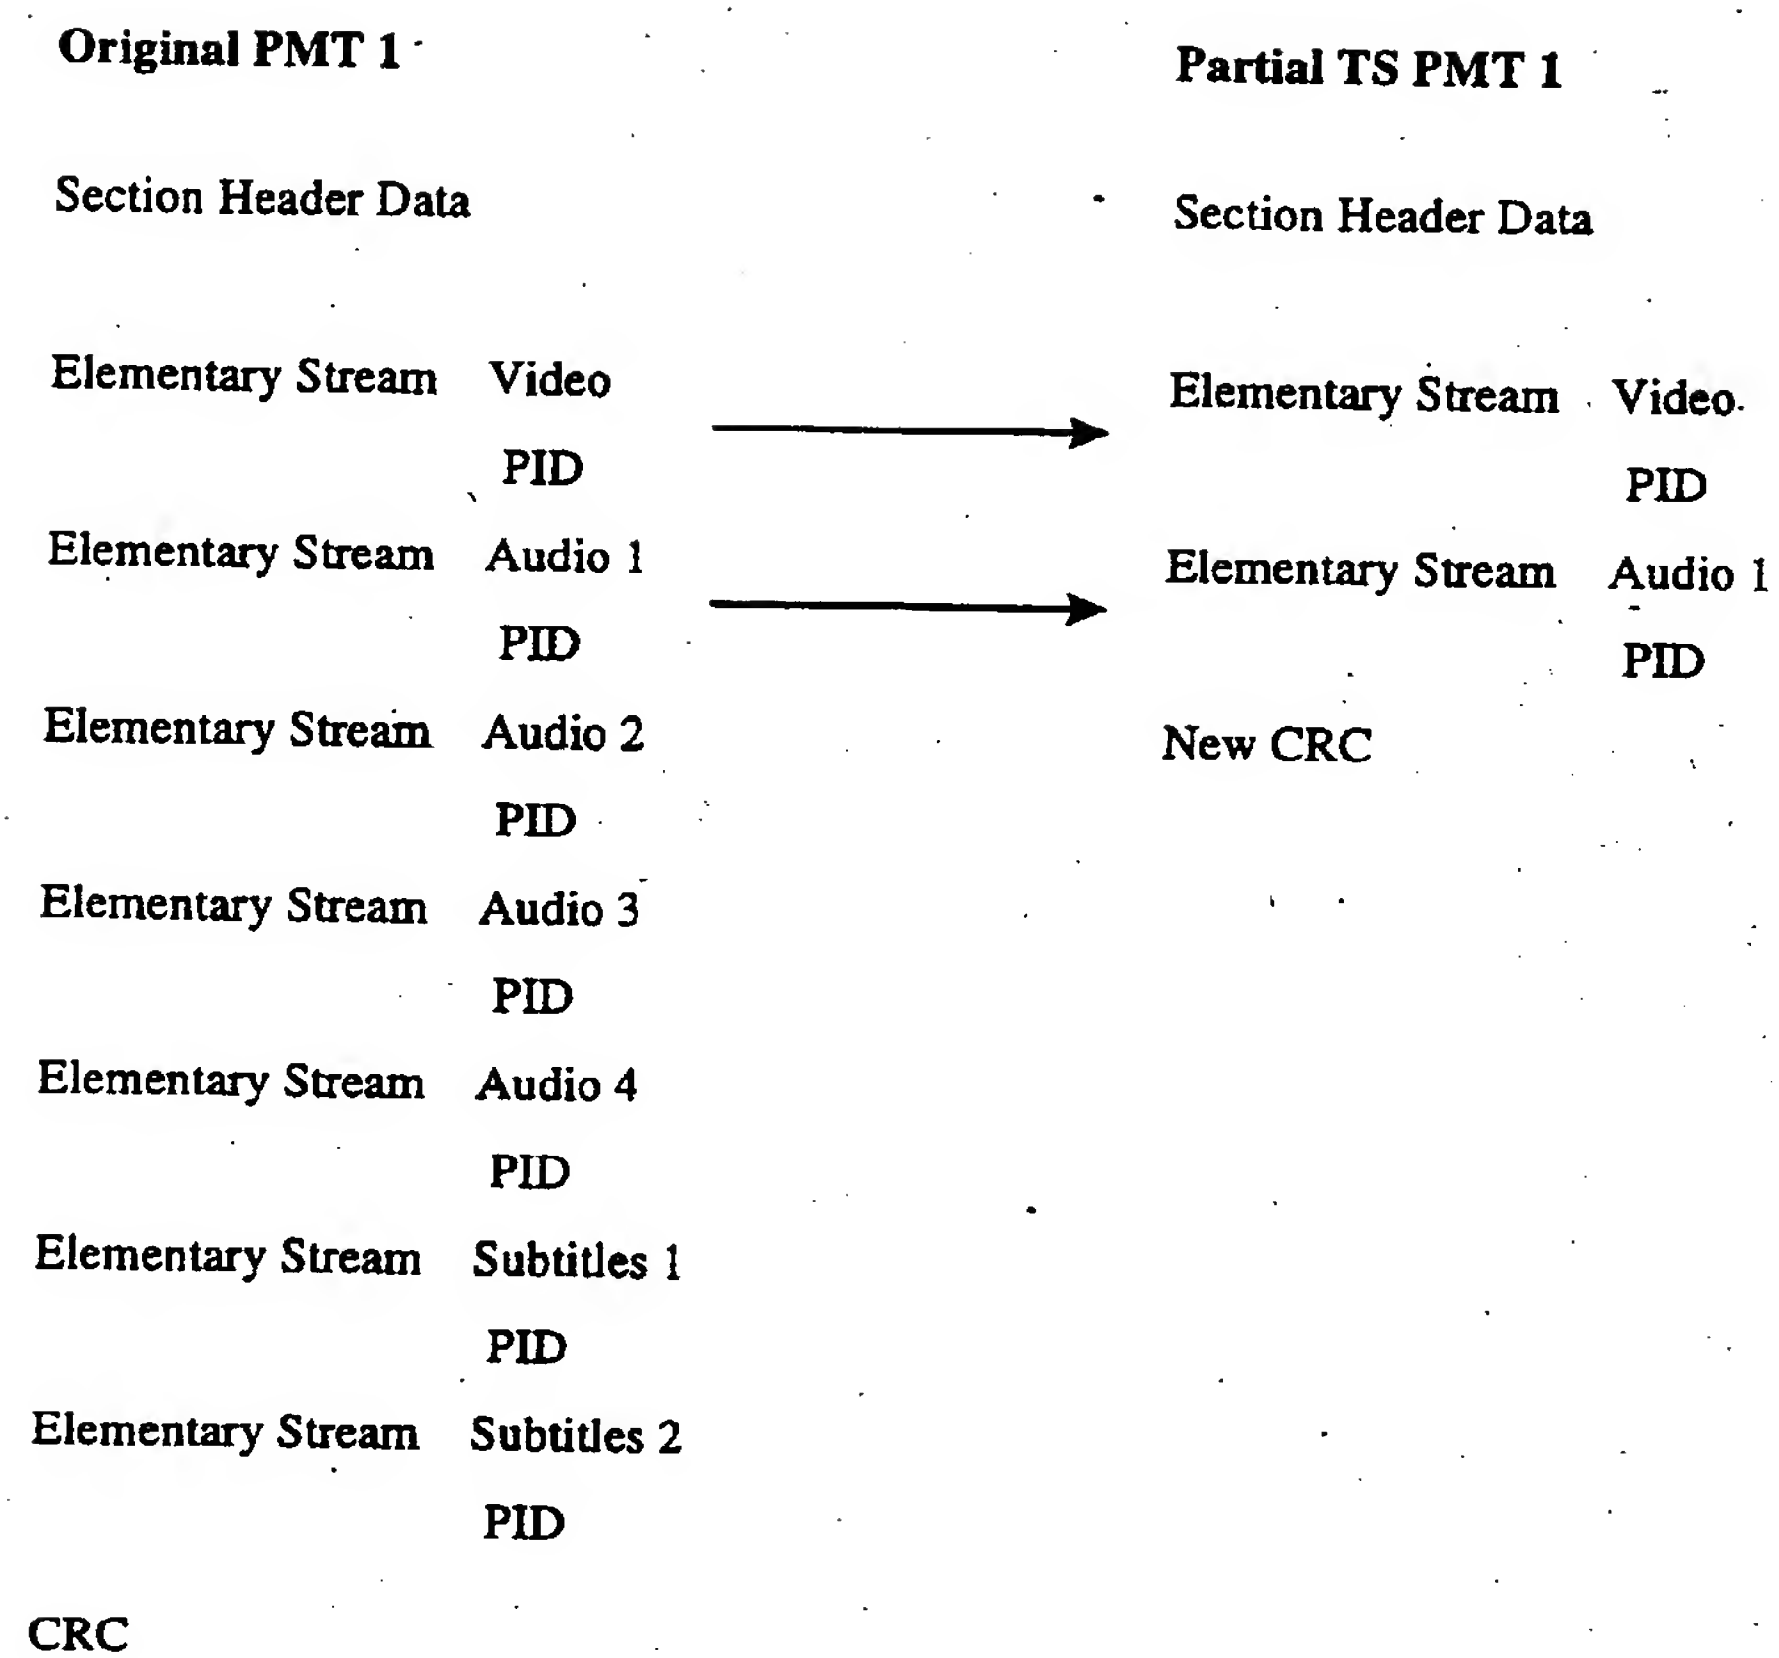 Original PMT 1
Section Header Data
Elementary Stream Video
PID
Elementary Stream Audio 1
PID
Elementary Stream Audio 2
PID
Elementary Stream Audio 3
PID
Elementary Stream Audio 4
PID
Elementary Stream Subtitles 1
PID
Elementary Stream Subtitles 2
PID
CRC
Partial TS PMT 1
Section Header Data
Elementary Stream Video
PID
Elementary Stream Audio 1
PID
New CRC